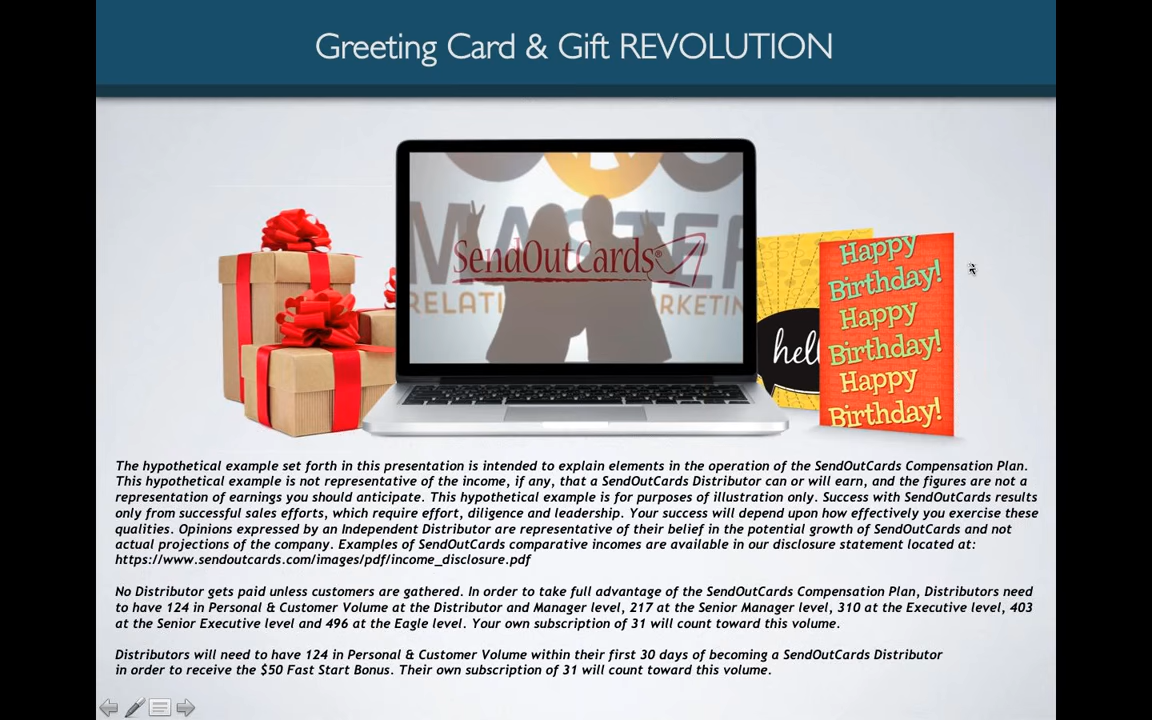 Greeting Card & Gift REVOLUTION
MASTER
SendOutCards®
RELATI
RKETIN
hell
Happy
Birthday!
Happy
Birthday!
Happy
Birthday!
The hypothetical example set forth in this presentation is intended to explain elements in the operation of the SendOutCards Compensation Plan.
This hypothetical example is not representative of the income, if any, that a SendOutCards Distributor can or will earn, and the figures are not a
representation of earnings you should anticipate. This hypothetical example is for purposes of illustration only. Success with SendOutCards results
only from successful sales efforts, which require effort, diligence and leadership. Your success will depend upon how effectively you exercise these
qualities. Opinions expressed by an Independent Distributor are representative of their belief in the potential growth of SendOutCards and not
actual projections of the company. Examples of SendOutCards comparative incomes are available in our disclosure statement located at:
https://www.sendoutcards.com/images/pdf/income_disclosure.pdf
No Distributor gets paid unless customers are gathered. In order to take full advantage of the SendOutCards Compensation Plan, Distributors need
to have 124 in Personal & Customer Volume at the Distributor and Manager level, 217 at the Senior Manager level, 310 at the Executive level, 403
at the Senior Executive level and 496 at the Eagle level. Your own subscription of 31 will count toward this volume.
Distributors will need to have 124 in Personal & Customer Volume within their first 30 days of becoming a SendOutCards Distributor
in order to receive the $50 Fast Start Bonus. Their own subscription of 31 will count toward this volume.